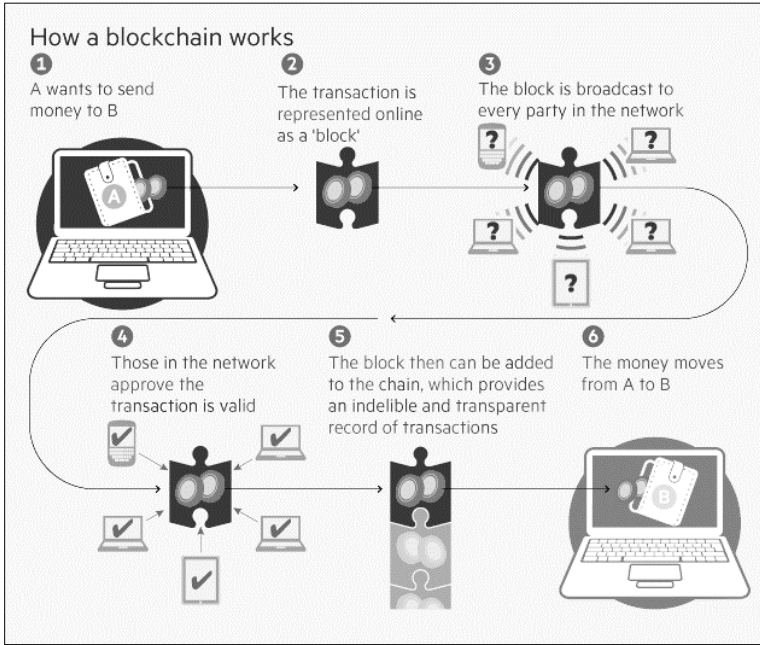 How a blockchain works
1
A wants to send
money to B
A
2
The transaction is
represented online
as a 'block'
3
The block is broadcast to
every party in the network
?
?
?
?
?
4
Those in the network
approve the
transaction is valid
5
The block then can be added
to the chain, which provides
an indelible and transparent
record of transactions
6
The money moves
from A to B
B